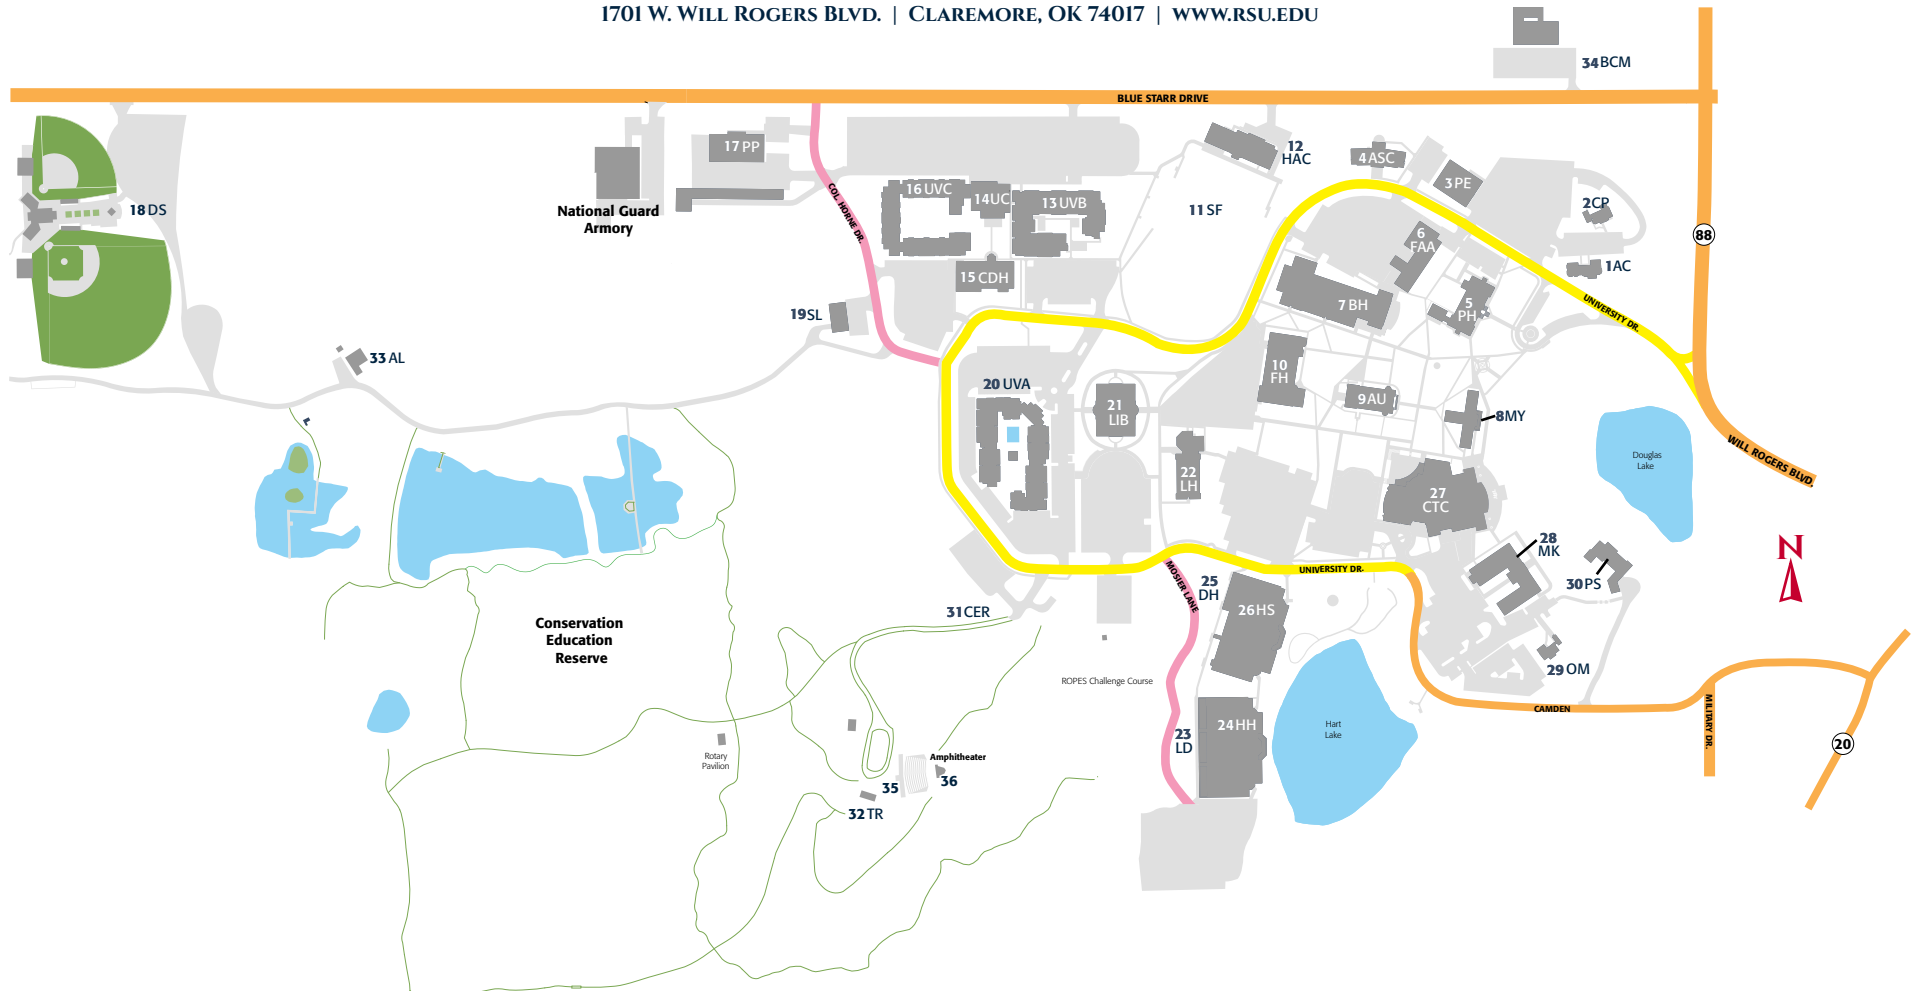 1701 W. WILL ROGERS BLVD. | CLAREMORE, OK 74017 | WWW.RSU.EDU
34 BCM
BLUE STARR DRIVE
17 PP
12
HAC
4 ASC
3 PE
2 CP
18 DS
National Guard
Armory
COL. HORNE DR.
16 UVC
14 UC
13 UVB
11 SF
6
FAA
88
1 AC
15 CDH
7 BH
5
PH
UNIVERSITY DR.
19 SL
33 AL
20 UVA
10
FH
9 AU
21
LIB
8 MY
WILL ROGERS BLVD.
Douglas
Lake
22
LH
27
CTC
28
MK
30 PS
N
MOSIER LANE
25
DH
UNIVERSITY DR.
26 HS
31 CER
Conservation
Education
Reserve
29 OM
ROPES Challenge Course
CAMDEN
MILITARY DR.
20
23
LD
24 HH
Hart
Lake
Rotary
Pavilion
Amphitheater
35
36
32 TR